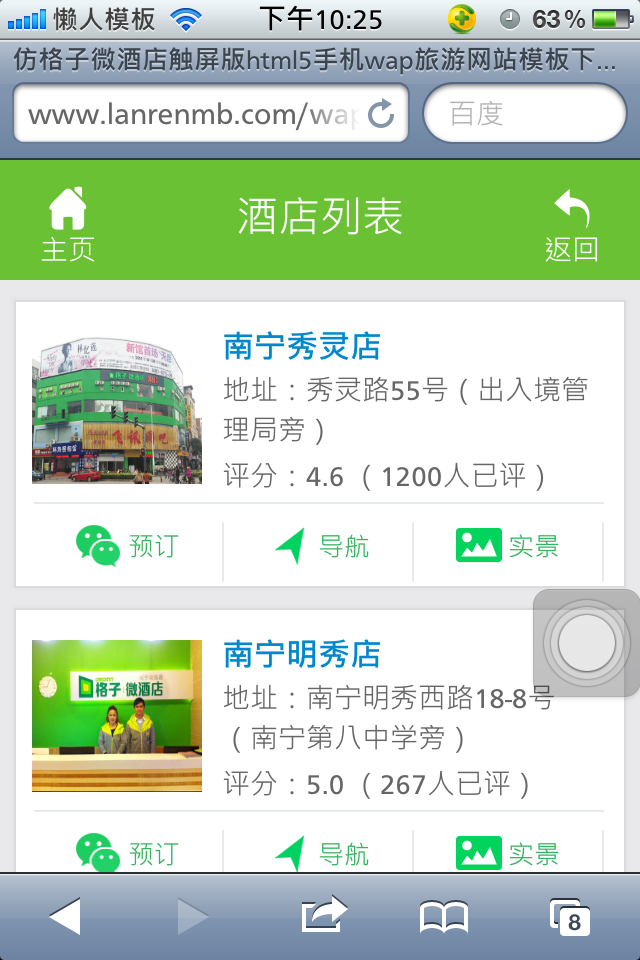 懒人模板 下午10:25 63%
仿格子微酒店触屏版html5手机wap旅游网站模板下...
www.lanrenmb.com/wap 百度
主页 酒店列表 返回
南宁秀灵店
地址：秀灵路55号（出入境管
理局旁）
评分：4.6 （1200人已评）
预订 导航 实景
格子 微酒店
南宁明秀店
地址：南宁明秀西路18-8号
（南宁第八中学旁）
评分：5.0 （267人已评）
预订 导航 实景
8